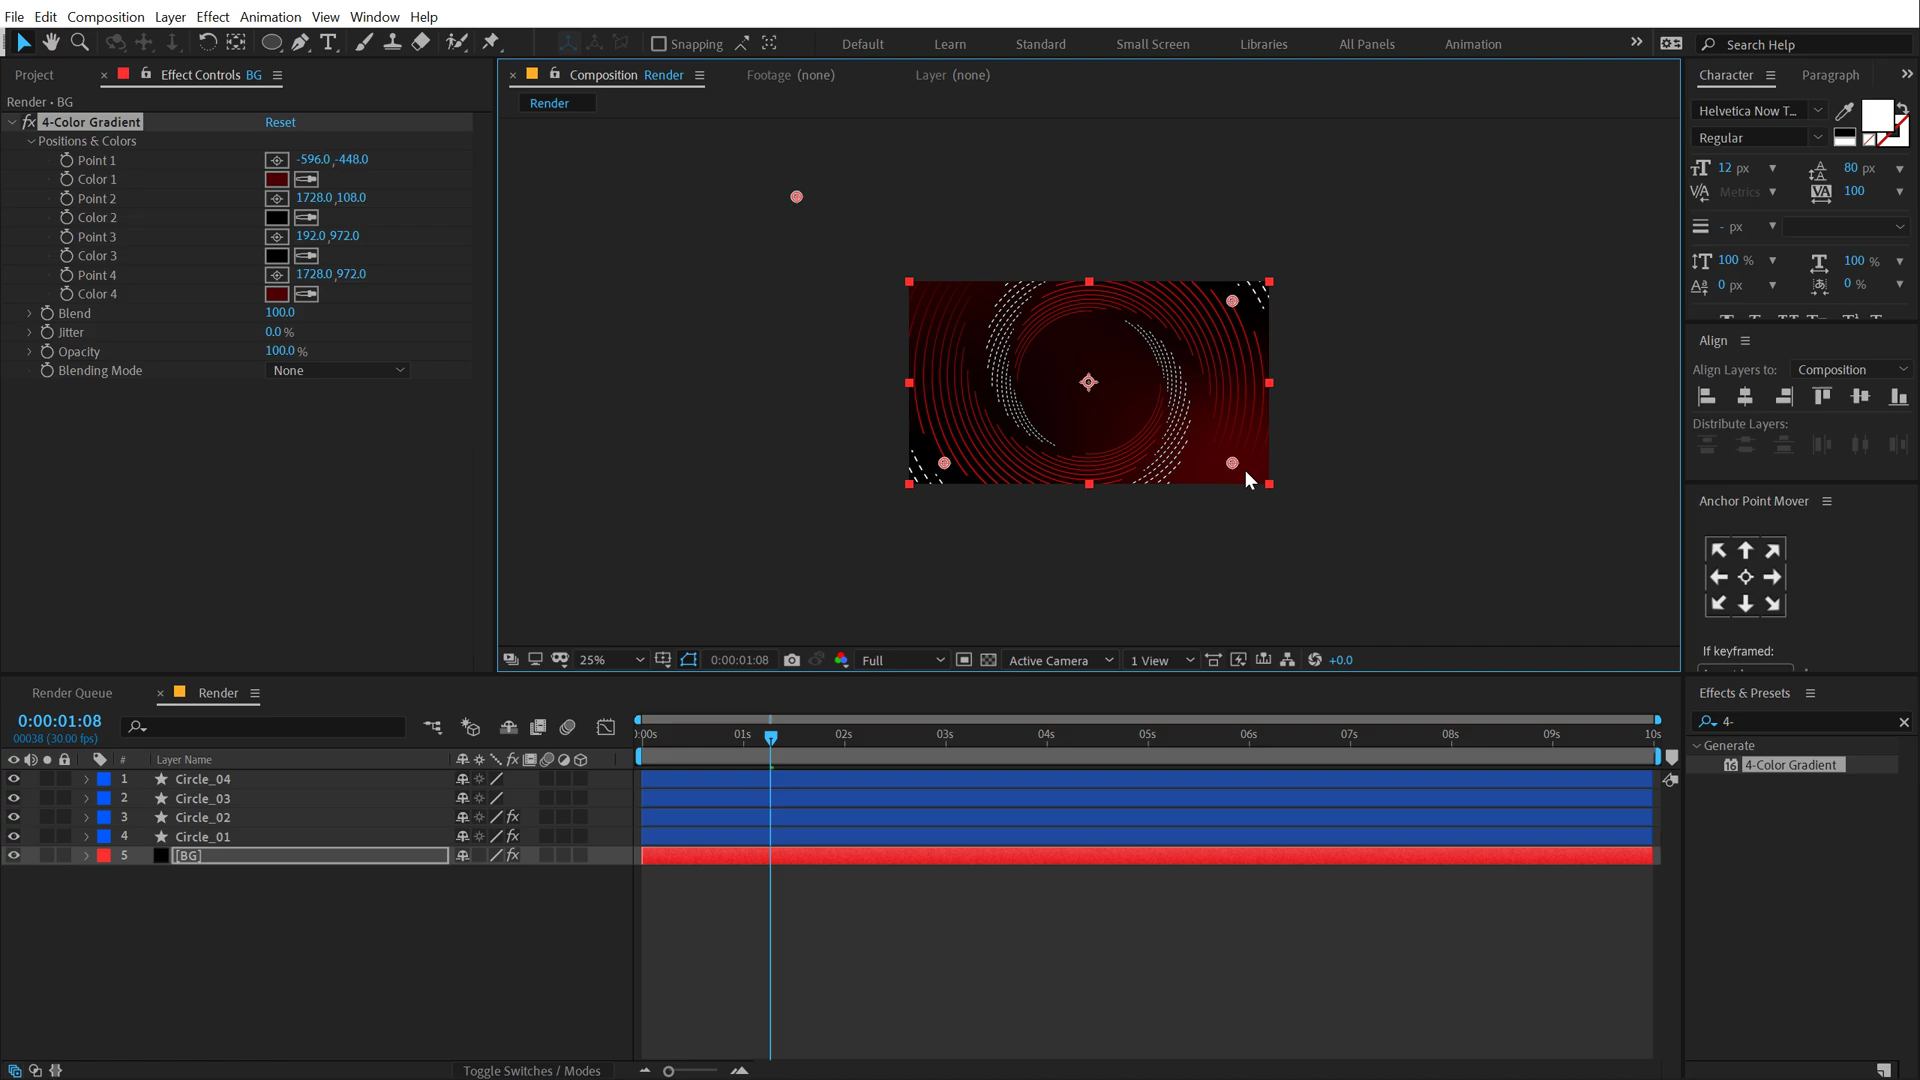 File Edit Composition Layer Effect Animation View Window Help
Snapping Default Learn Standard Small Screen Libraries All Panels Animation Search Help
Project Effect Controls BG
Composition Render Footage (none) Layer (none)
Character Paragraph
Render • BG
Render
4-Color Gradient Reset
Positions & Colors
Point 1 -596.0,-448.0
Color 1
Point 2 1728.0,108.0
Color 2
Point 3 192.0,972.0
Color 3
Point 4 1728.0,972.0
Color 4
Blend 100.0
Jitter 0.0 %
Opacity 100.0 %
Blending Mode None
Helvetica Now T...
Regular
12 px 80 px
Metrics 100
- px
100 % 100 %
0 px 0 %
Align
Align Layers to: Composition
Distribute Layers:
Anchor Point Mover
If keyframed:
25% 0:00:01:08 Full Active Camera 1 View +0.0
Render Queue Render
0:00:01:08
00038 (30.00 fps)
:00s 01s 02s 03s 04s 05s 06s 07s 08s 09s 10s
# Layer Name
1 Circle_04
2 Circle_03
3 Circle_02
4 Circle_01
5 [BG]
Toggle Switches / Modes
Effects & Presets
4-
Generate
4-Color Gradient